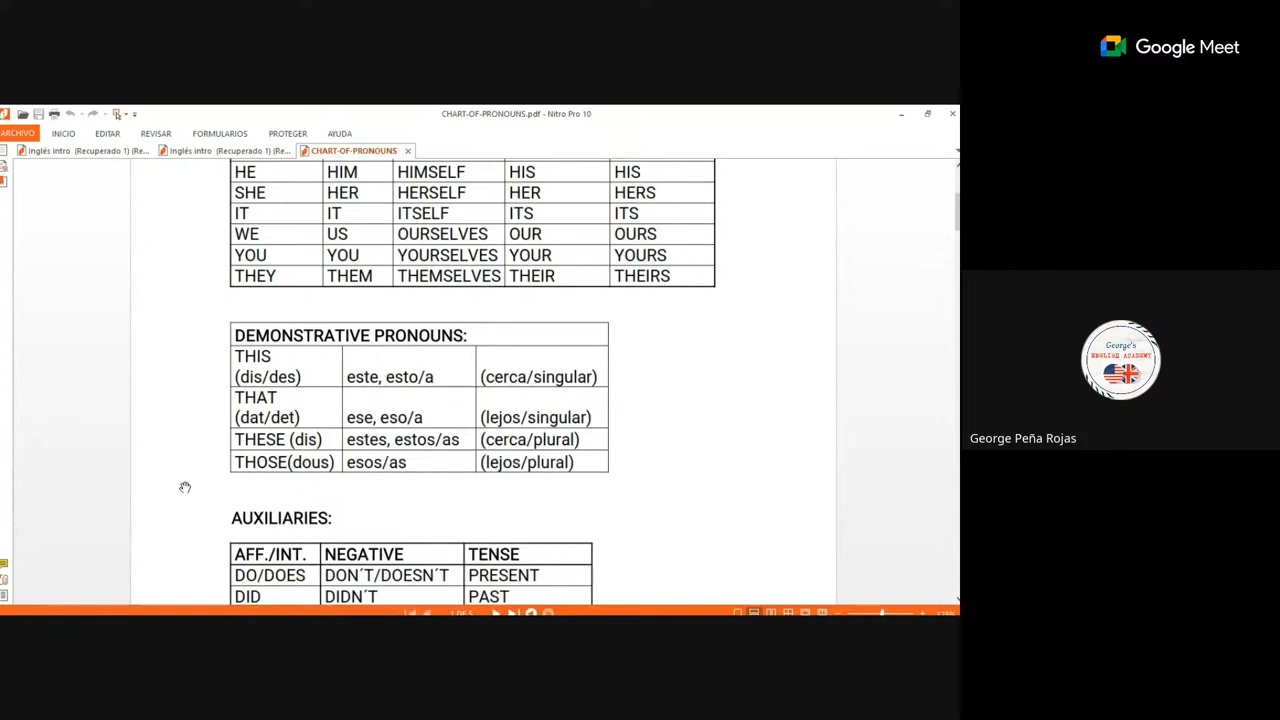 Google Meet
CHART-OF-PRONOUNS.pdf - Nitro Pro 10
ARCHIVO INICIO EDITAR REVISAR FORMULARIOS PROTEGER AYUDA
Inglés intro (Recuperado 1) (Re... Inglés intro (Recuperado 1) (Re... CHART-OF-PRONOUNS
HE HIM HIMSELF HIS HIS
SHE HER HERSELF HER HERS
IT IT ITSELF ITS ITS
WE US OURSELVES OUR OURS
YOU YOU YOURSELVES YOUR YOURS
THEY THEM THEMSELVES THEIR THEIRS
DEMONSTRATIVE PRONOUNS:
THIS
(dis/des) este, esto/a (cerca/singular)
THAT
(dat/det) ese, eso/a (lejos/singular)
THESE (dis) estes, estos/as (cerca/plural)
THOSE(dous) esos/as (lejos/plural)
AUXILIARIES:
AFF./INT. NEGATIVE TENSE
DO/DOES DON´T/DOESN´T PRESENT
DID DIDN´T PAST
1 OF 5
125%
George's
ENGLISH ACADEMY
George Peña Rojas